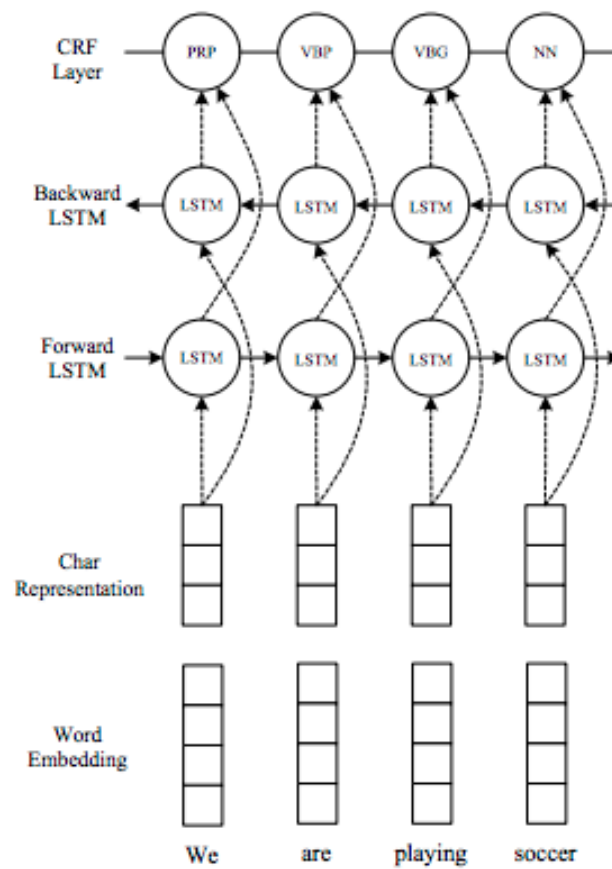 CRF
Layer
PRP
VBP
VBG
NN
Backward
LSTM
LSTM
LSTM
LSTM
LSTM
Forward
LSTM
LSTM
LSTM
LSTM
LSTM
Char
Representation
Word
Embedding
We
are
playing
soccer